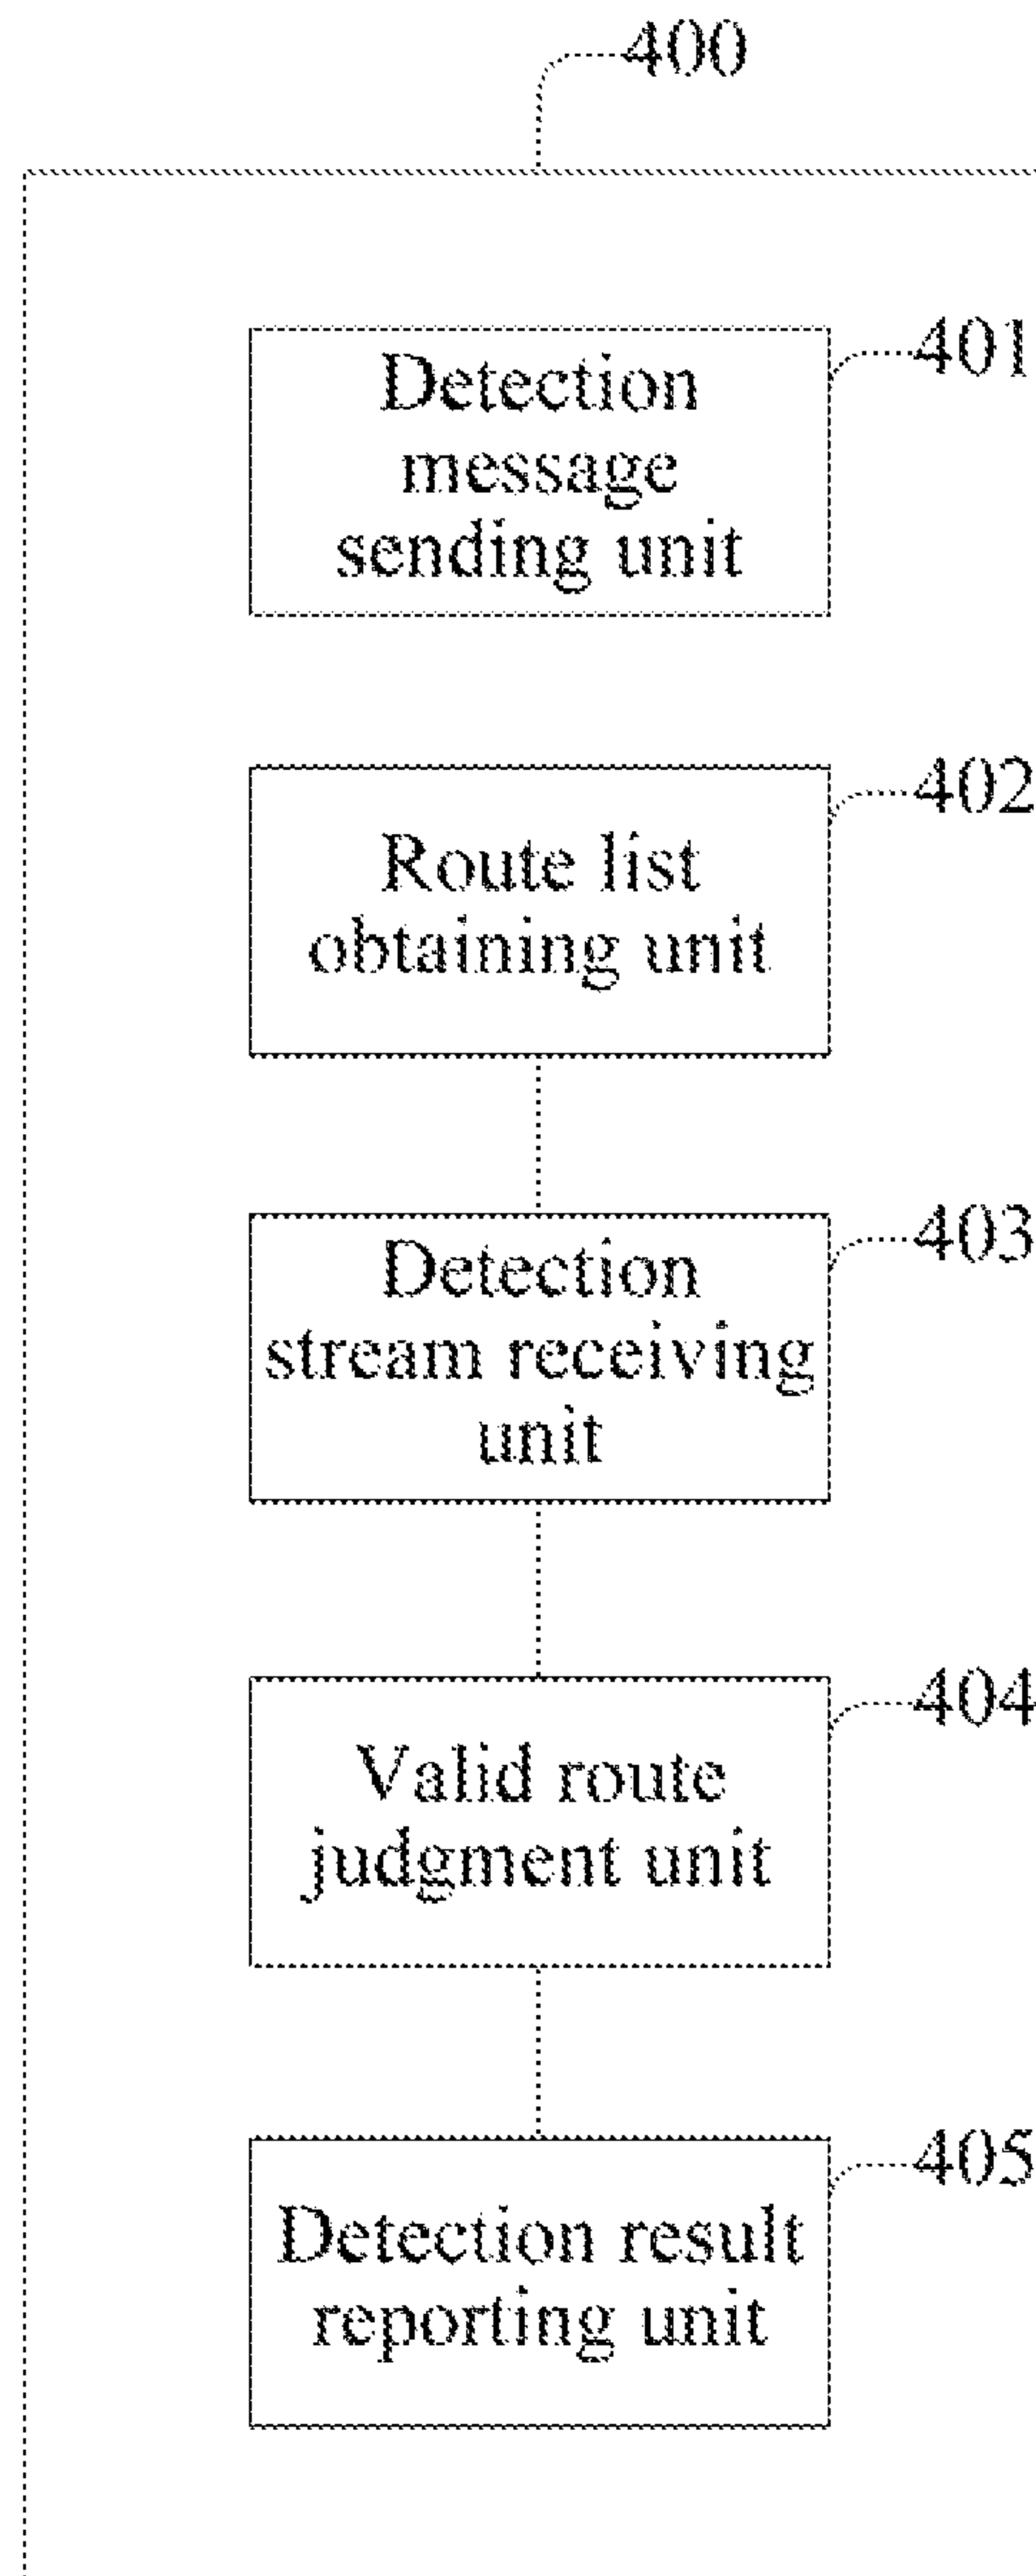 400
401
Detection
message
sending unit
402
Route list
obtaining unit
403
Detection
stream receiving
unit
404
Valid route
judgment unit
405
Detection result
reporting unit